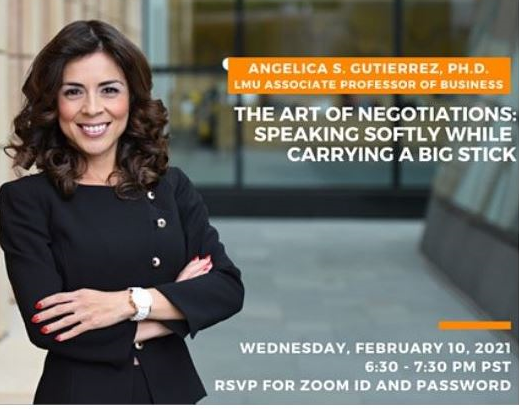 ANGELICA S. GUTIERREZ, PH.D.
LMU ASSOCIATE PROFESSOR OF BUSINESS
THE ART OF NEGOTIATIONS:
SPEAKING SOFTLY WHILE
CARRYING A BIG STICK
WEDNESDAY, FEBRUARY 10, 2021
6:30 - 7:30 PM PST
RSVP FOR ZOOM ID AND PASSWORD